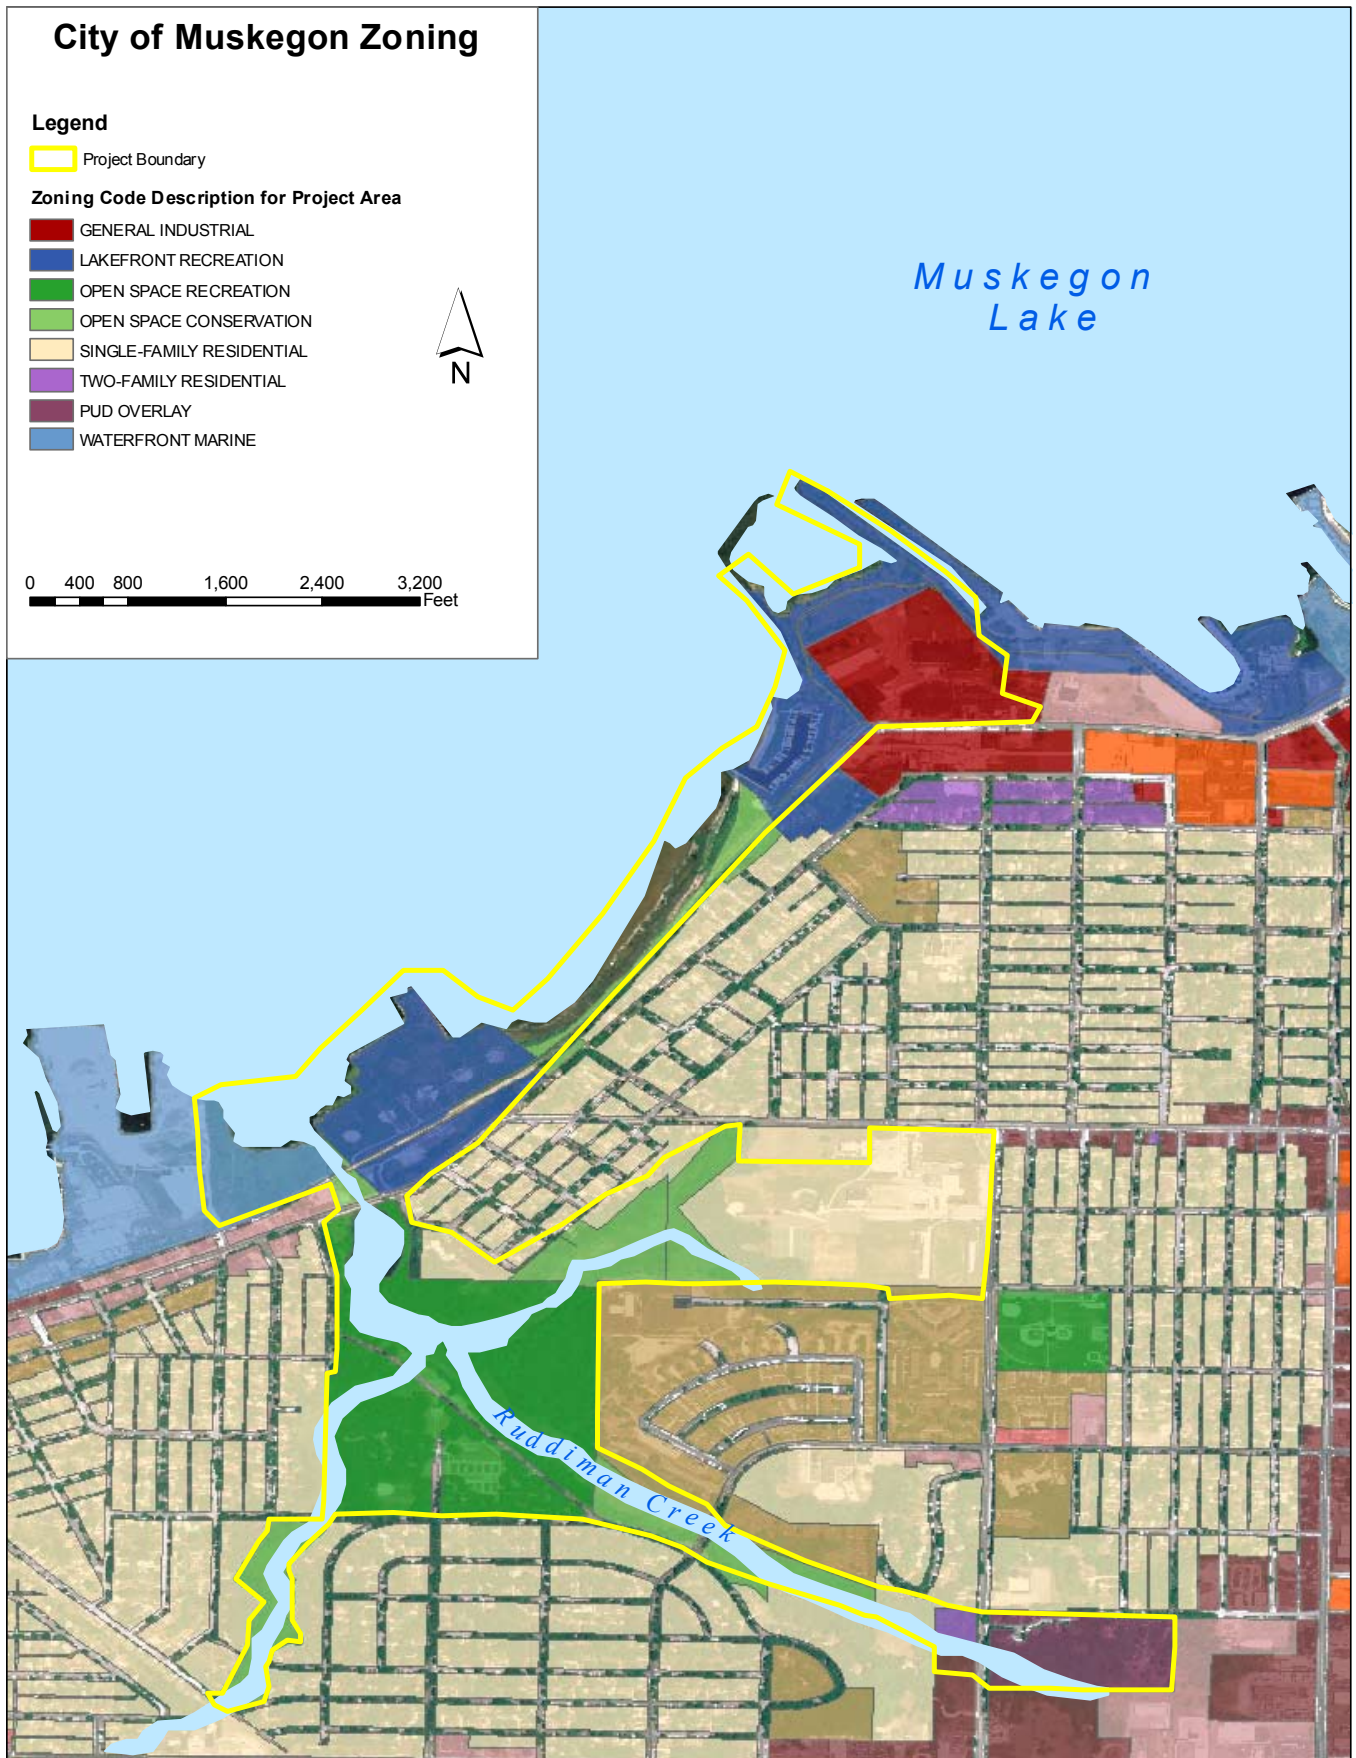 City of Muskegon Zoning
Legend
Project Boundary
Zoning Code Description for Project Area
GENERAL INDUSTRIAL
LAKEFRONT RECREATION
OPEN SPACE RECREATION
OPEN SPACE CONSERVATION
SINGLE-FAMILY RESIDENTIAL
TWO-FAMILY RESIDENTIAL
PUD OVERLAY
WATERFRONT MARINE
N
0 400 800 1,600 2,400 3,200
Feet
Muskegon
Lake
Ruddiman Creek